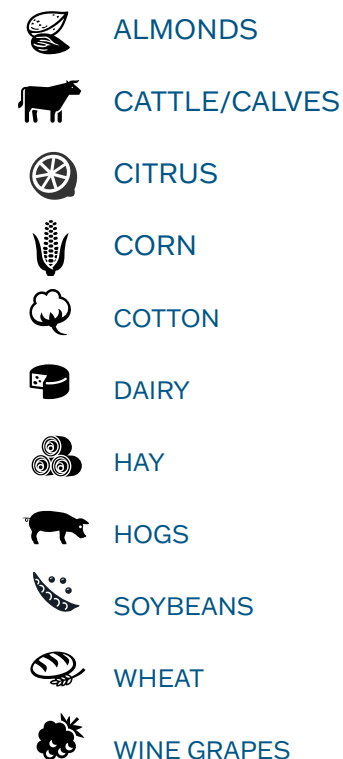 ALMONDS
CATTLE/CALVES
CITRUS
CORN
COTTON
DAIRY
HAY
HOGS
SOYBEANS
WHEAT
WINE GRAPES